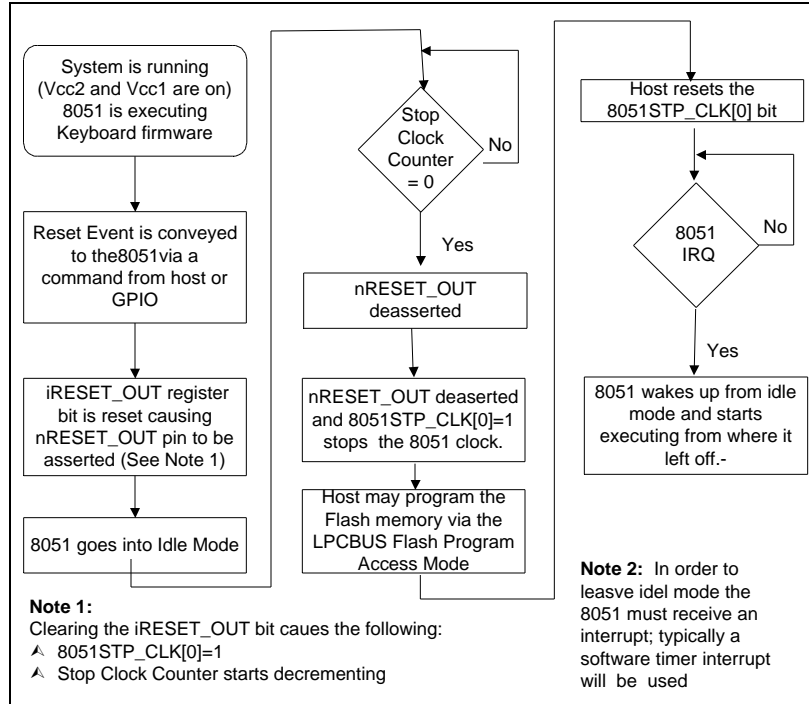 System is running
(Vcc2 and Vcc1 are on)
8051 is executing
Keyboard firmware
Reset Event is conveyed
to the8051via a
command from host or
GPIO
iRESET_OUT register
bit is reset causing
nRESET_OUT pin to be
asserted (See Note 1)
8051 goes into Idle Mode
Stop
Clock
Counter
= 0
No
Yes
nRESET_OUT
deasserted
nRESET_OUT deaserted
and 8051STP_CLK[0]=1
stops the 8051 clock.
Host may program the
Flash memory via the
LPCBUS Flash Program
Access Mode
Host resets the
8051STP_CLK[0] bit
8051
IRQ
No
Yes
8051 wakes up from idle
mode and starts
executing from where it
left off.-
Note 1:
Clearing the iRESET_OUT bit caues the following:
8051STP_CLK[0]=1
Stop Clock Counter starts decrementing
Note 2: In order to
leasve idel mode the
8051 must receive an
interrupt; typically a
software timer interrupt
will be used